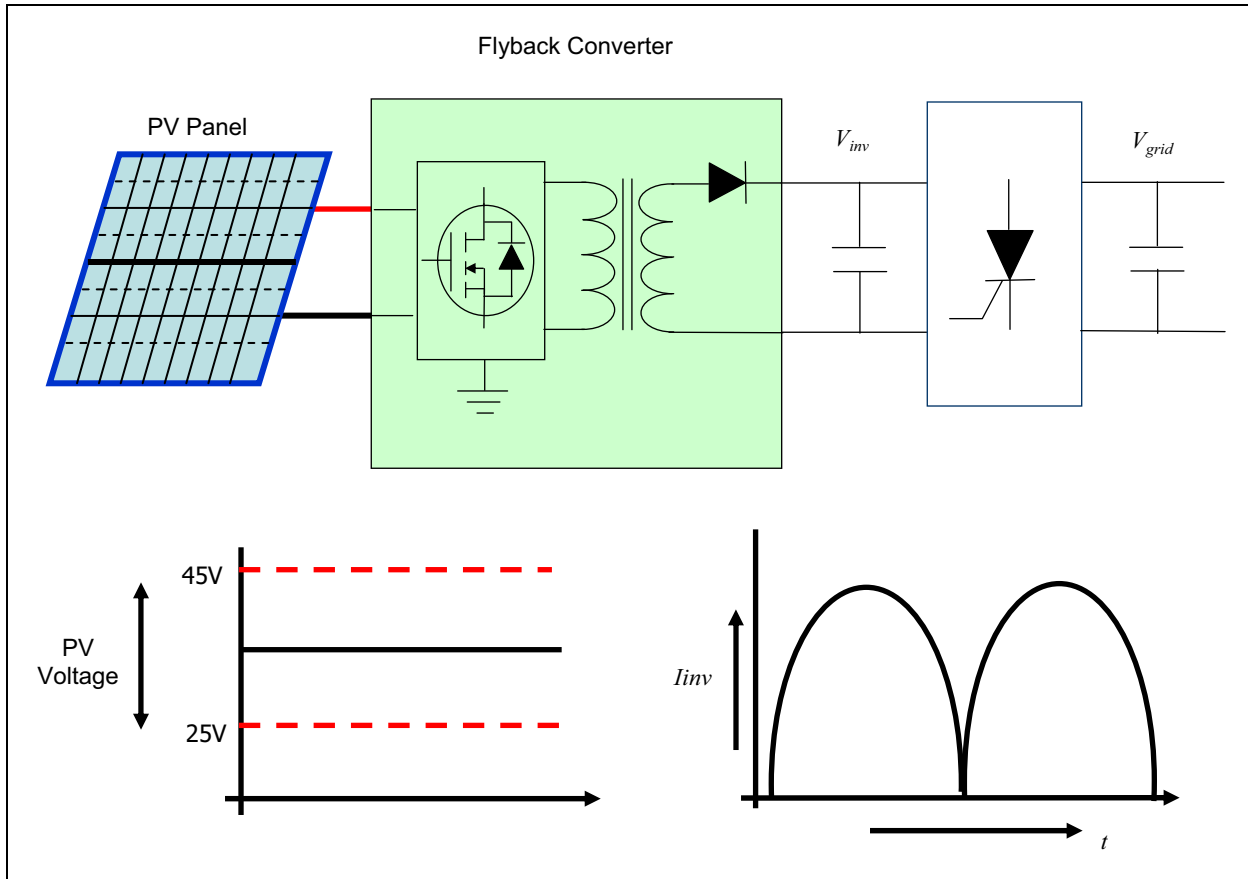 Flyback Converter
PV Panel
V_inv
V_grid
45V
PV
Voltage
25V
Iinv
t